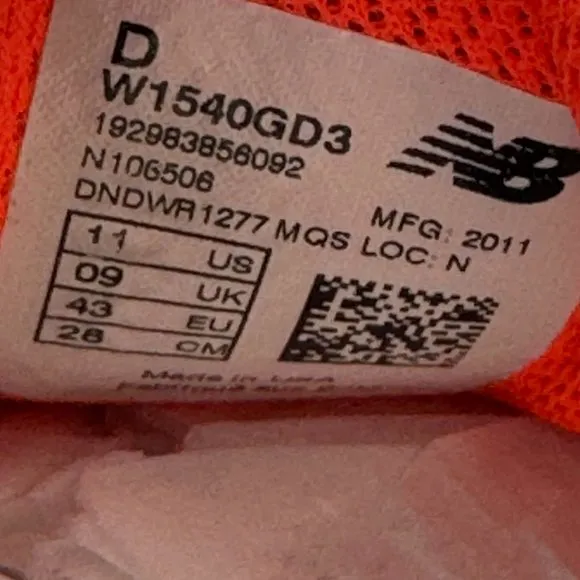 D
W1540GD3
192983856092
N106506
DNDWR1277 MQS LOC: N
MFG: 2011
NB
11 US
09 UK
43 EU
28 CM
Made in USA